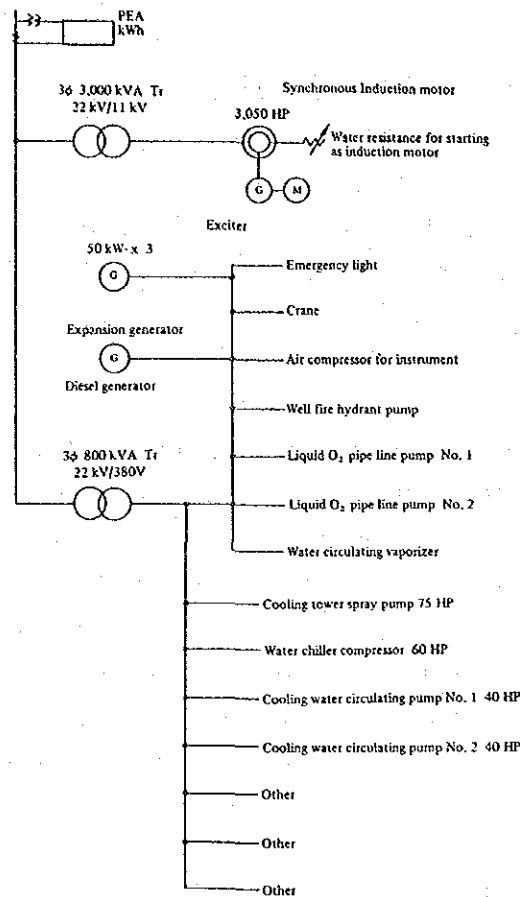 PEA
kWh
3ϕ 3,000 kVA Tr
22 kV/11 kV
Synchronous Induction motor
3,050 HP
Water resistance for starting
as induction motor
G
M
Exciter
50 kW- x 3
G
Emergency light
Crane
Expansion generator
G
Air compressor for instrument
Diesel generator
Well fire hydrant pump
3ϕ 800 kVA Tr
22 kV/380V
Liquid O₂ pipe line pump No. 1
Liquid O₂ pipe line pump No. 2
Water circulating vaporizer
Cooling tower spray pump 75 HP
Water chiller compressor 60 HP
Cooling water circulating pump No. 1 40 HP
Cooling water circulating pump No. 2 40 HP
Other
Other
Other